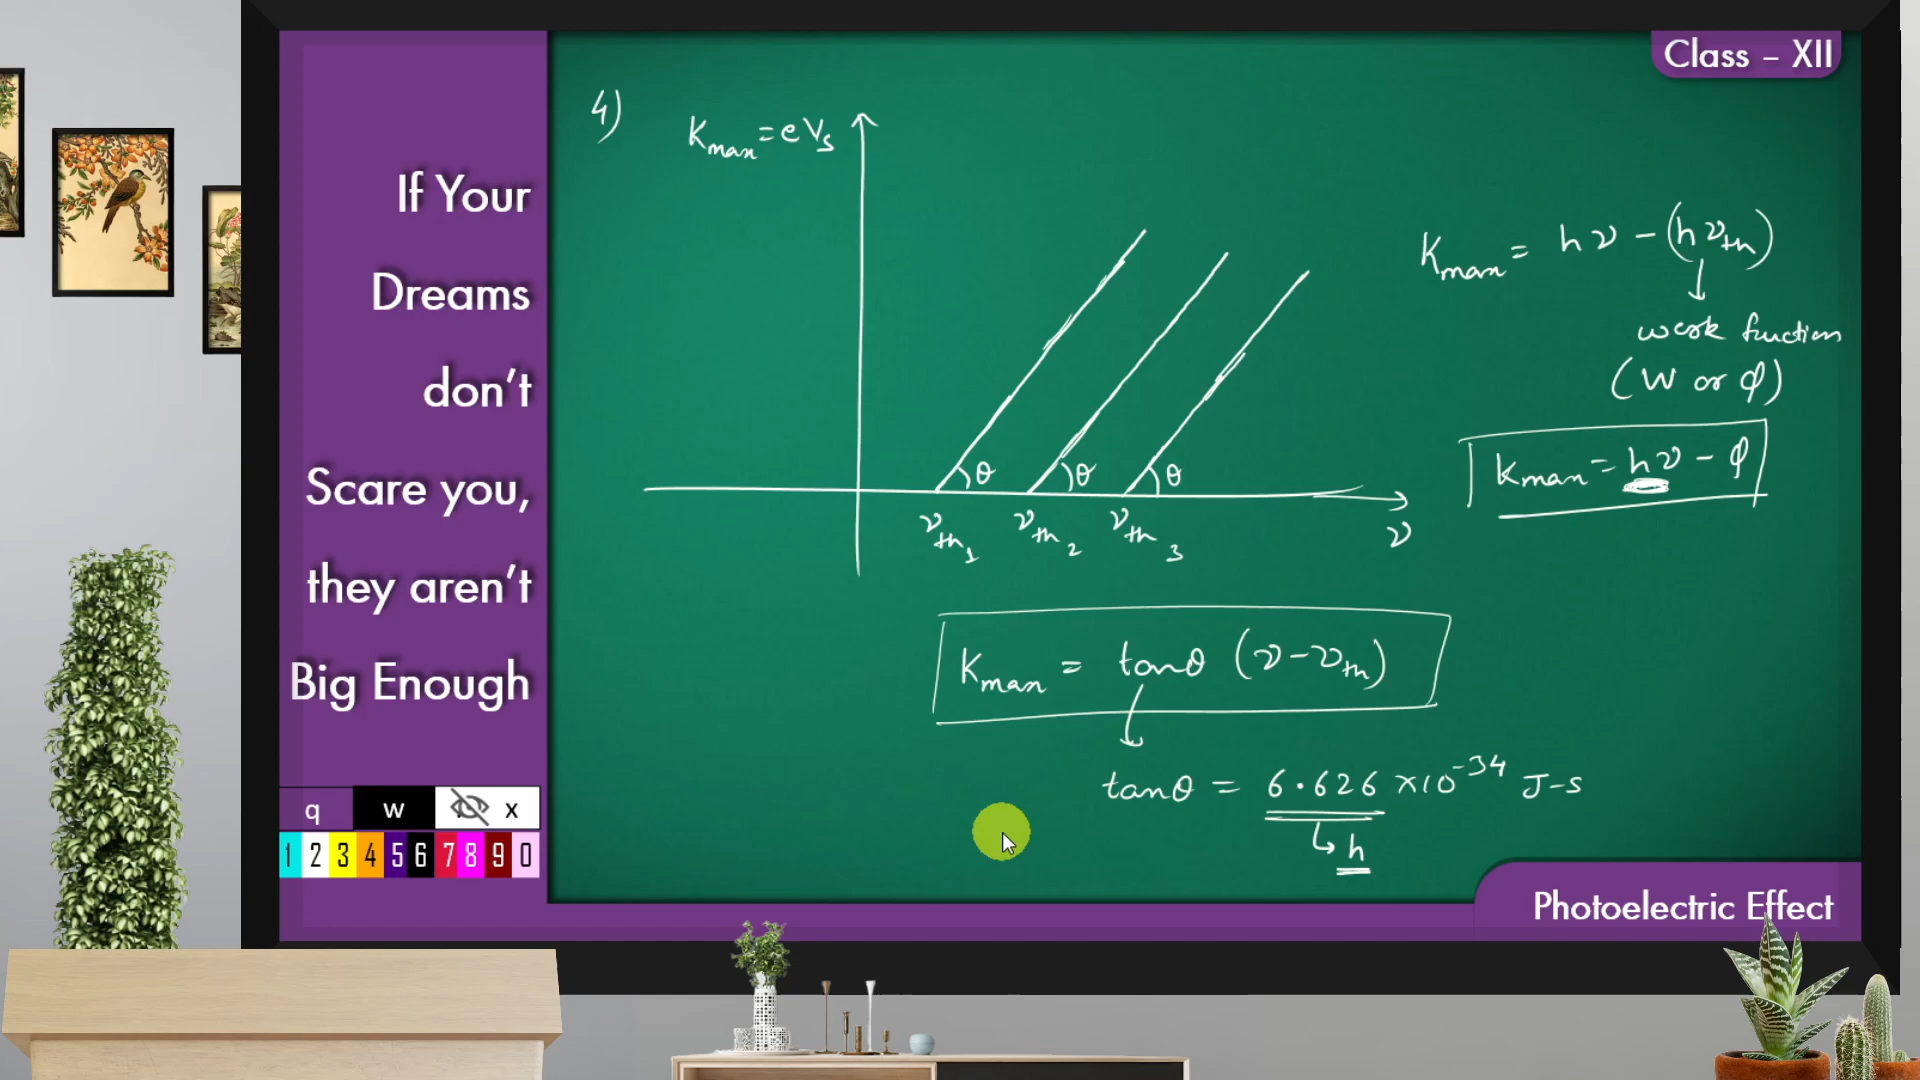 Class – XII
If Your
Dreams
don't
Scare you,
they aren't
Big Enough
4)
Kmax = eVs
θ θ θ
νth1 νth2 νth3
ν
Kmax = hν – (hνth)
↓
work function
(W or φ)
Kmax = hν – φ
Kmax = tanθ (ν – νth)
↓
tanθ = 6.626 × 10⁻³⁴ J-s
↳ h
q w x
1 2 3 4 5 6 7 8 9 0
Photoelectric Effect